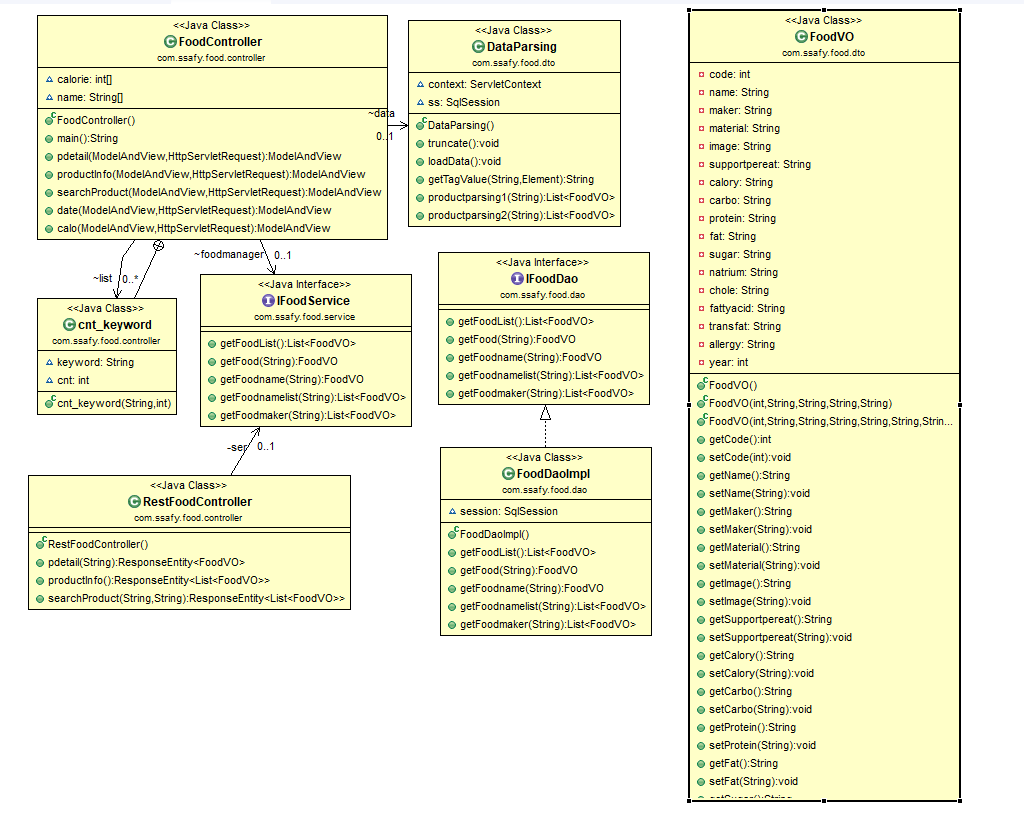 <<Java Class>>
FoodController
com.ssafy.food.controller
calorie: int[]
name: String[]
FoodController()
main():String
pdetail(ModelAndView,HttpServletRequest):ModelAndView
productInfo(ModelAndView,HttpServletRequest):ModelAndView
searchProduct(ModelAndView,HttpServletRequest):ModelAndView
date(ModelAndView,HttpServletRequest):ModelAndView
calo(ModelAndView,HttpServletRequest):ModelAndView
~data
0..1
<<Java Class>>
DataParsing
com.ssafy.food.dto
context: ServletContext
ss: SqlSession
DataParsing()
truncate():void
loadData():void
getTagValue(String,Element):String
productparsing1(String):List<FoodVO>
productparsing2(String):List<FoodVO>
~list
0..*
~foodmanager
0..1
<<Java Class>>
cnt_keyword
com.ssafy.food.controller
keyword: String
cnt: int
cnt_keyword(String,int)
<<Java Interface>>
IFoodService
com.ssafy.food.service
getFoodList():List<FoodVO>
getFood(String):FoodVO
getFoodname(String):FoodVO
getFoodnamelist(String):List<FoodVO>
getFoodmaker(String):List<FoodVO>
<<Java Interface>>
IFoodDao
com.ssafy.food.dao
getFoodList():List<FoodVO>
getFood(String):FoodVO
getFoodname(String):FoodVO
getFoodnamelist(String):List<FoodVO>
getFoodmaker(String):List<FoodVO>
-ser
0..1
<<Java Class>>
RestFoodController
com.ssafy.food.controller
RestFoodController()
pdetail(String):ResponseEntity<FoodVO>
productInfo():ResponseEntity<List<FoodVO>>
searchProduct(String,String):ResponseEntity<List<FoodVO>>
<<Java Class>>
FoodDaoImpl
com.ssafy.food.dao
session: SqlSession
FoodDaoImpl()
getFoodList():List<FoodVO>
getFood(String):FoodVO
getFoodname(String):FoodVO
getFoodnamelist(String):List<FoodVO>
getFoodmaker(String):List<FoodVO>
<<Java Class>>
FoodVO
com.ssafy.food.dto
code: int
name: String
maker: String
material: String
image: String
supportpereat: String
calory: String
carbo: String
protein: String
fat: String
sugar: String
natrium: String
chole: String
fattyacid: String
transfat: String
allergy: String
year: int
FoodVO()
FoodVO(int,String,String,String,String)
FoodVO(int,String,String,String,String,String,Strin...
getCode():int
setCode(int):void
getName():String
setName(String):void
getMaker():String
setMaker(String):void
getMaterial():String
setMaterial(String):void
getImage():String
setImage(String):void
getSupportpereat():String
setSupportpereat(String):void
getCalory():String
setCalory(String):void
getCarbo():String
setCarbo(String):void
getProtein():String
setProtein(String):void
getFat():String
setFat(String):void